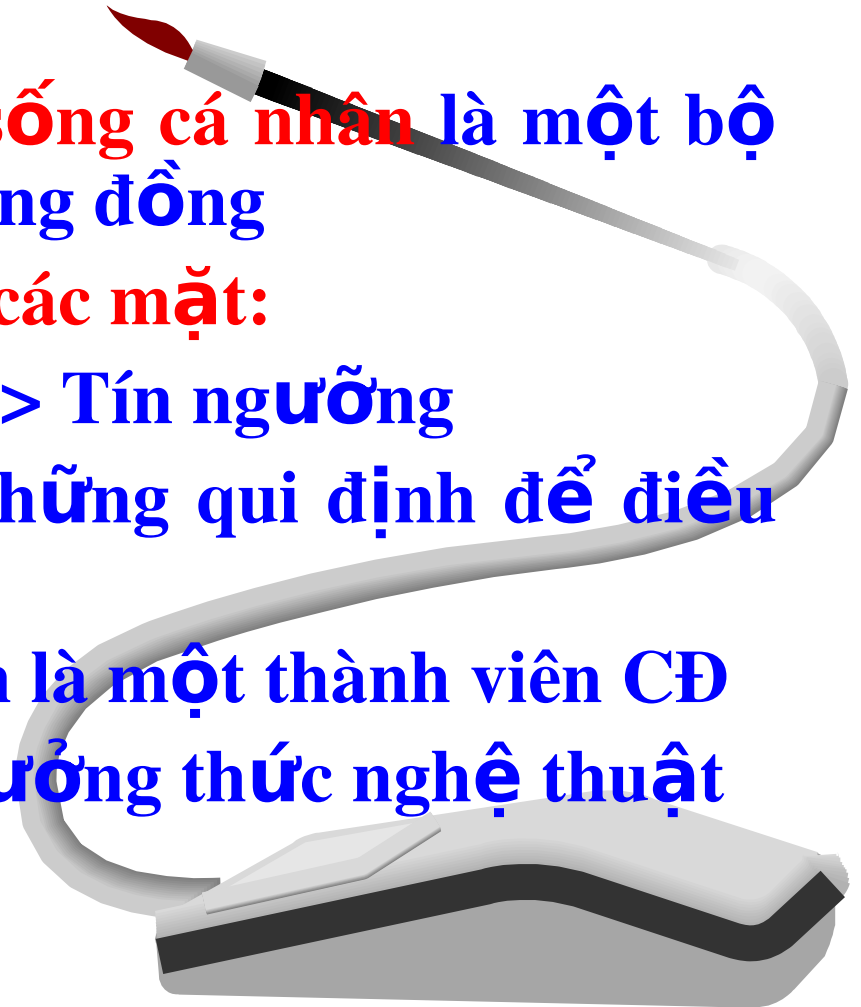 sống cá nhân là một bộ
ng đồng
các mặt:
> Tín ngưỡng
hững qui định để điều
là một thành viên CĐ
ưởng thức nghệ thuật